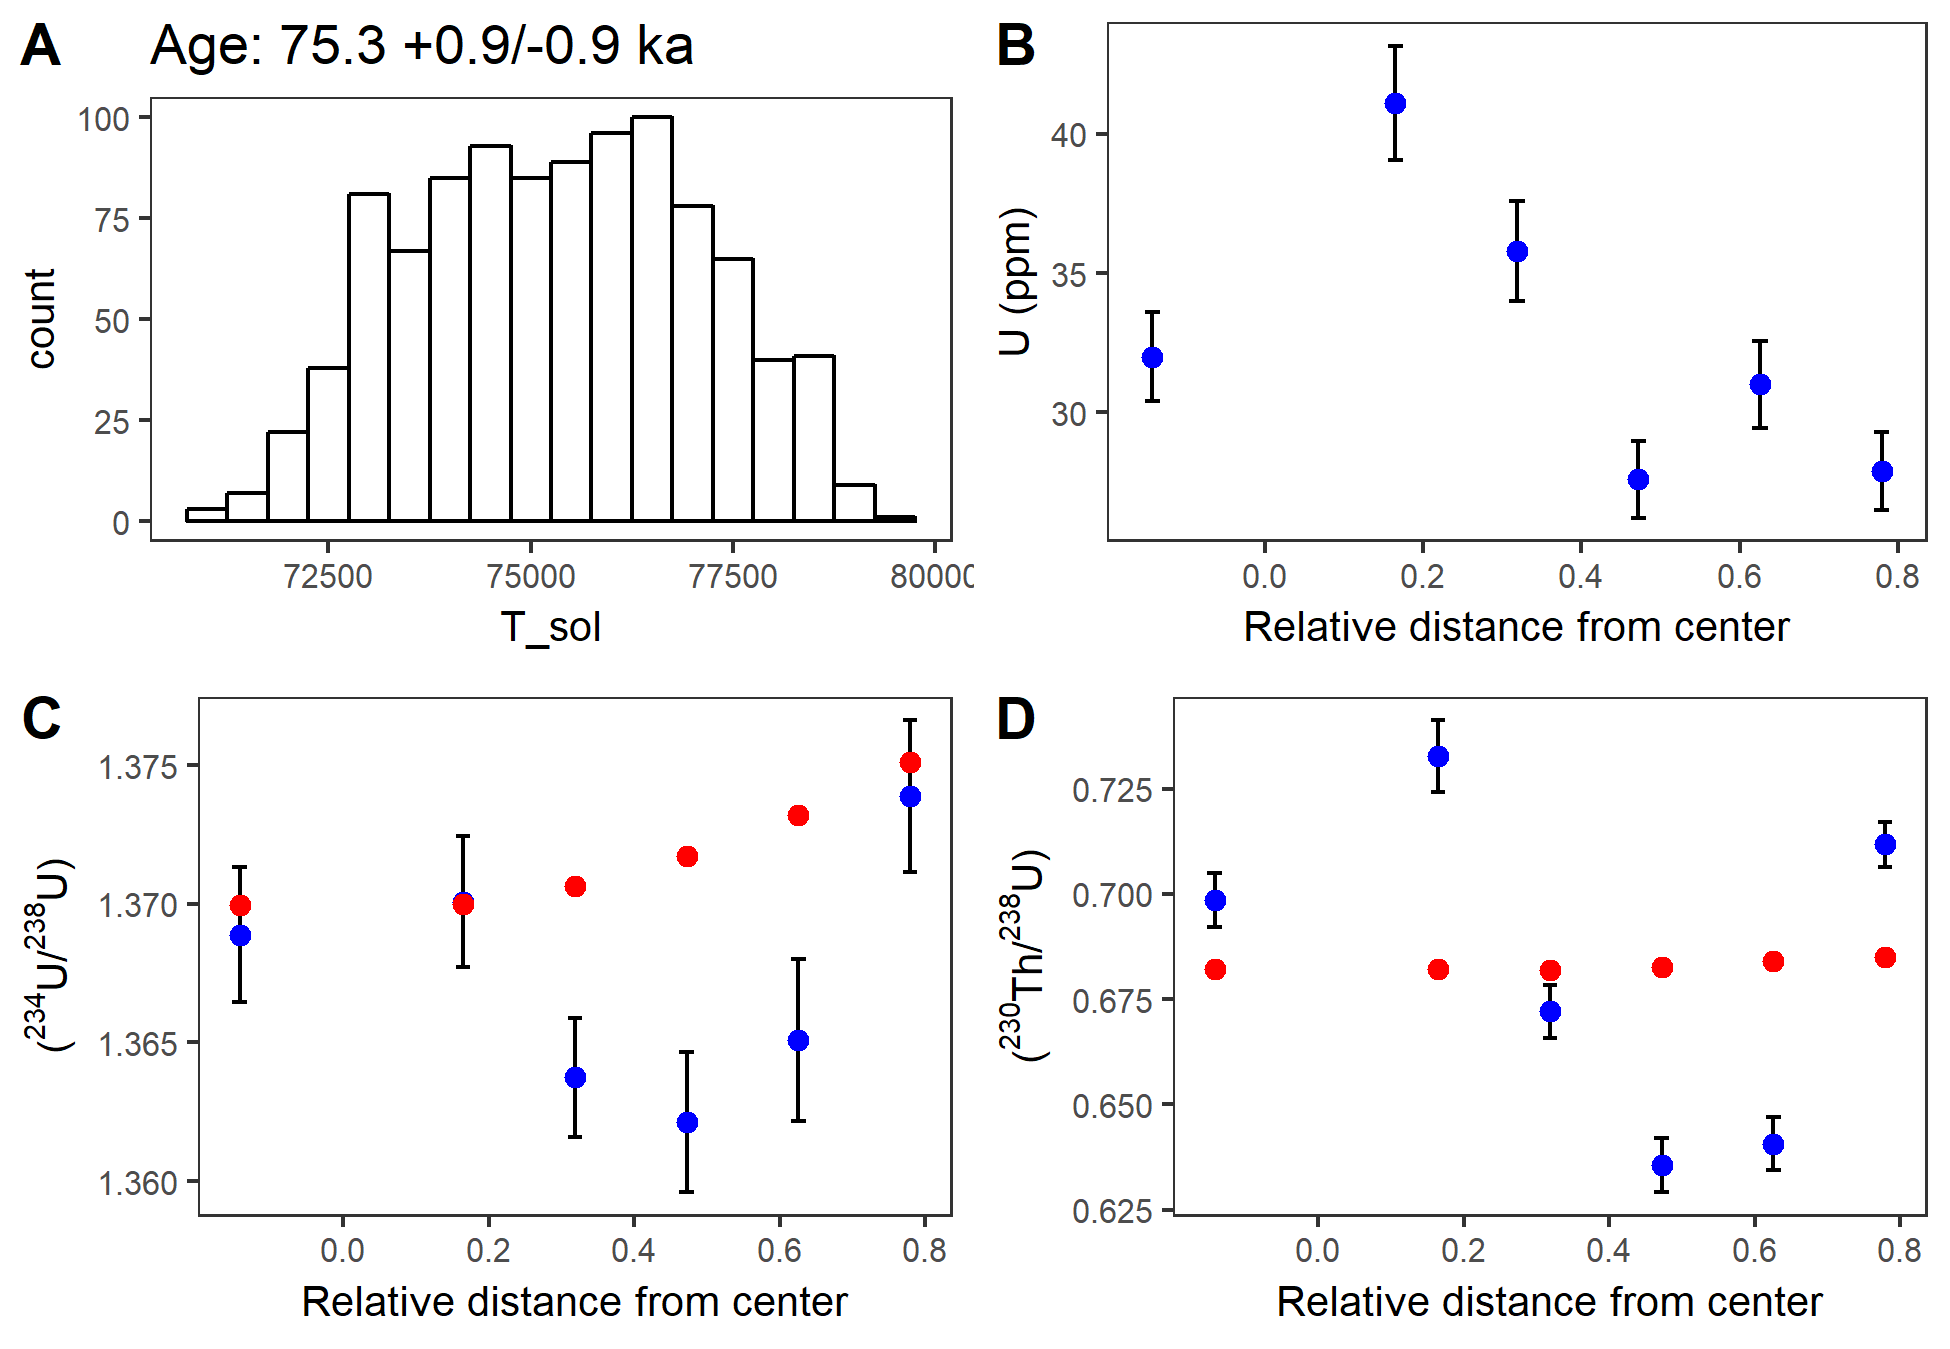 A
Age: 75.3 +0.9/-0.9 ka
100
75
50
25
0
count
72500
75000
77500
80000
T_sol
B
40
35
30
U (ppm)
0.0
0.2
0.4
0.6
0.8
Relative distance from center
C
1.375
1.370
1.365
1.360
(²³⁴U/²³⁸U)
0.0
0.2
0.4
0.6
0.8
Relative distance from center
D
0.725
0.700
0.675
0.650
0.625
(²³⁰Th/²³⁸U)
0.0
0.2
0.4
0.6
0.8
Relative distance from center